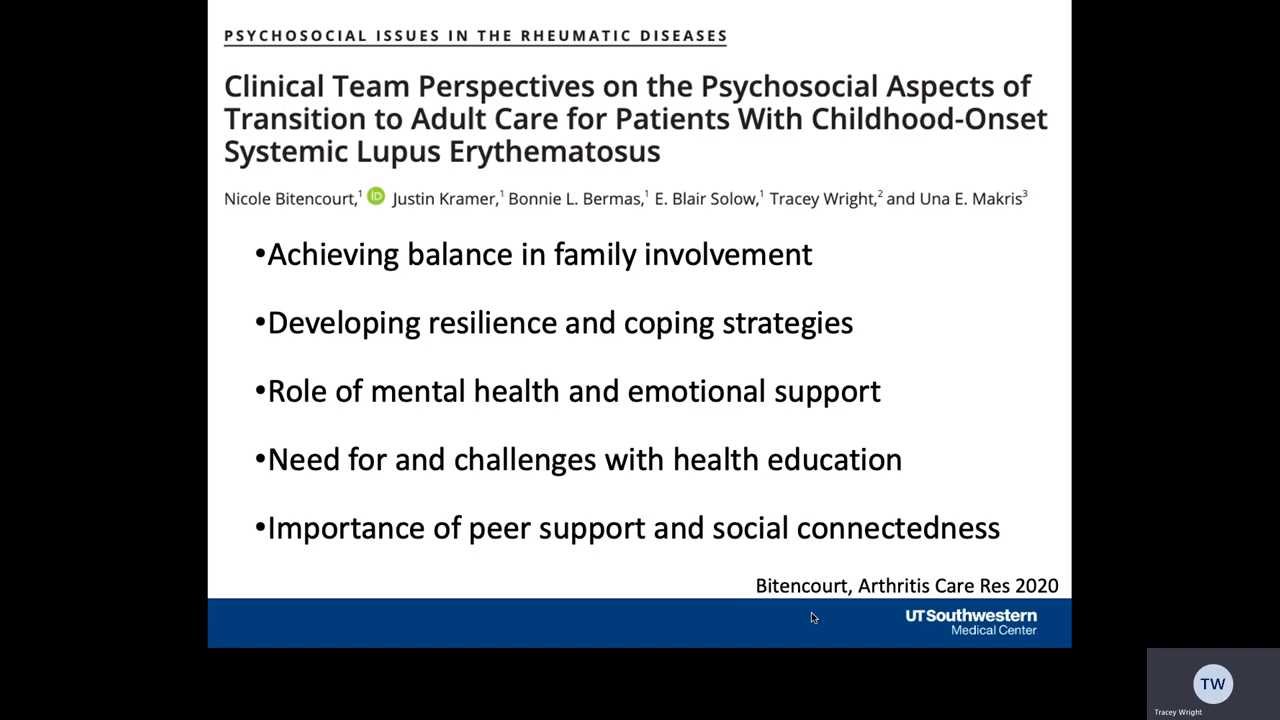 PSYCHOSOCIAL ISSUES IN THE RHEUMATIC DISEASES
Clinical Team Perspectives on the Psychosocial Aspects of
Transition to Adult Care for Patients With Childhood-Onset
Systemic Lupus Erythematosus
Nicole Bitencourt,¹ iD Justin Kramer,¹ Bonnie L. Bermas,¹ E. Blair Solow,¹ Tracey Wright,² and Una E. Makris³
•Achieving balance in family involvement
•Developing resilience and coping strategies
•Role of mental health and emotional support
•Need for and challenges with health education
•Importance of peer support and social connectedness
Bitencourt, Arthritis Care Res 2020
UTSouthwestern
Medical Center
TW
Tracey Wright